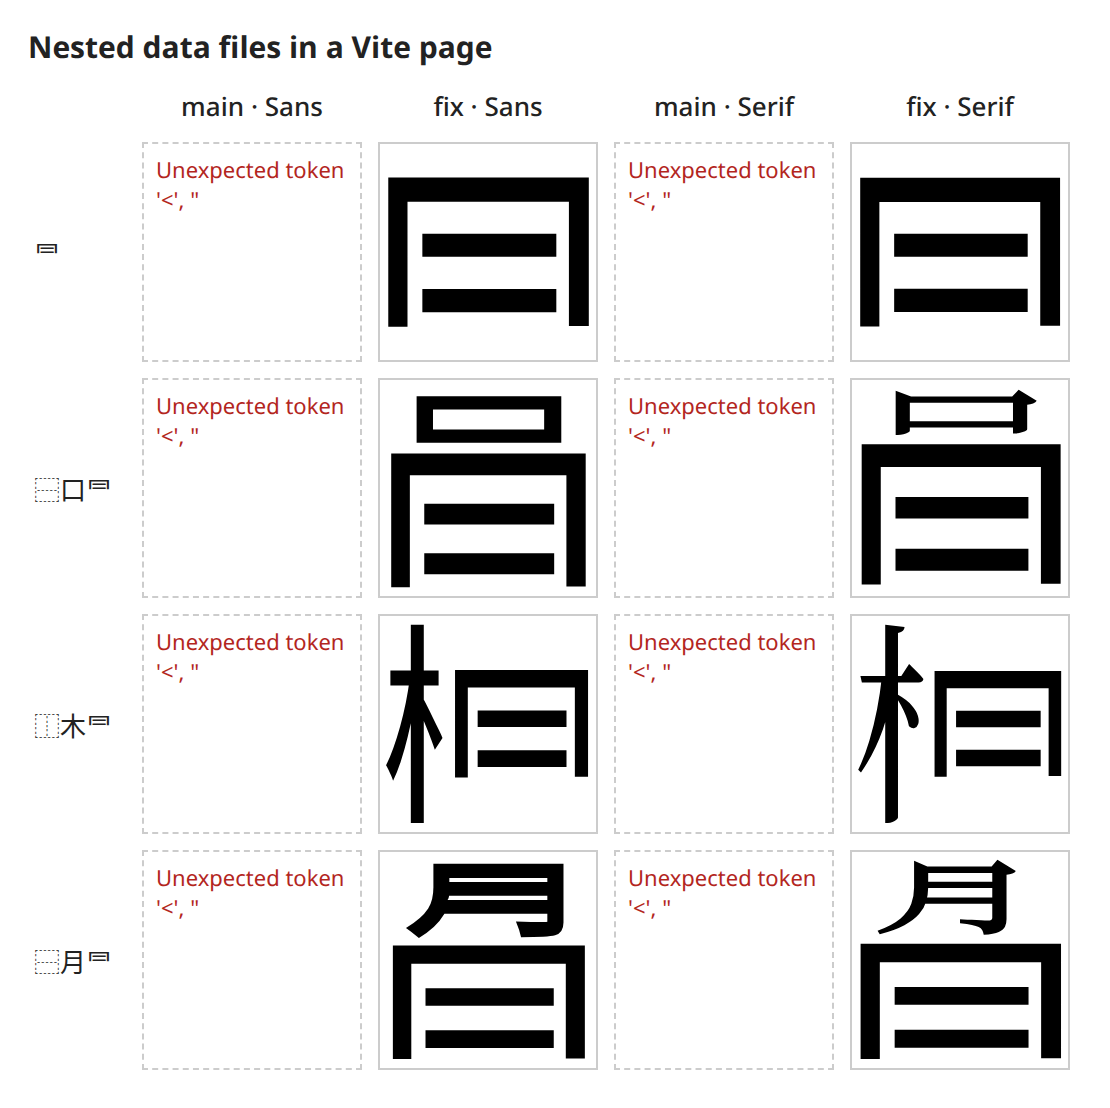 Nested data files in a Vite page
main · Sans fix · Sans main · Serif fix · Serif
⺜ Unexpected token '<', " ⺜ Unexpected token '<', " ⺜
⿱口⺜ Unexpected token '<', " Unexpected token '<', "
⿰木⺜ Unexpected token '<', " Unexpected token '<', "
⿱月⺜ Unexpected token '<', " Unexpected token '<', "